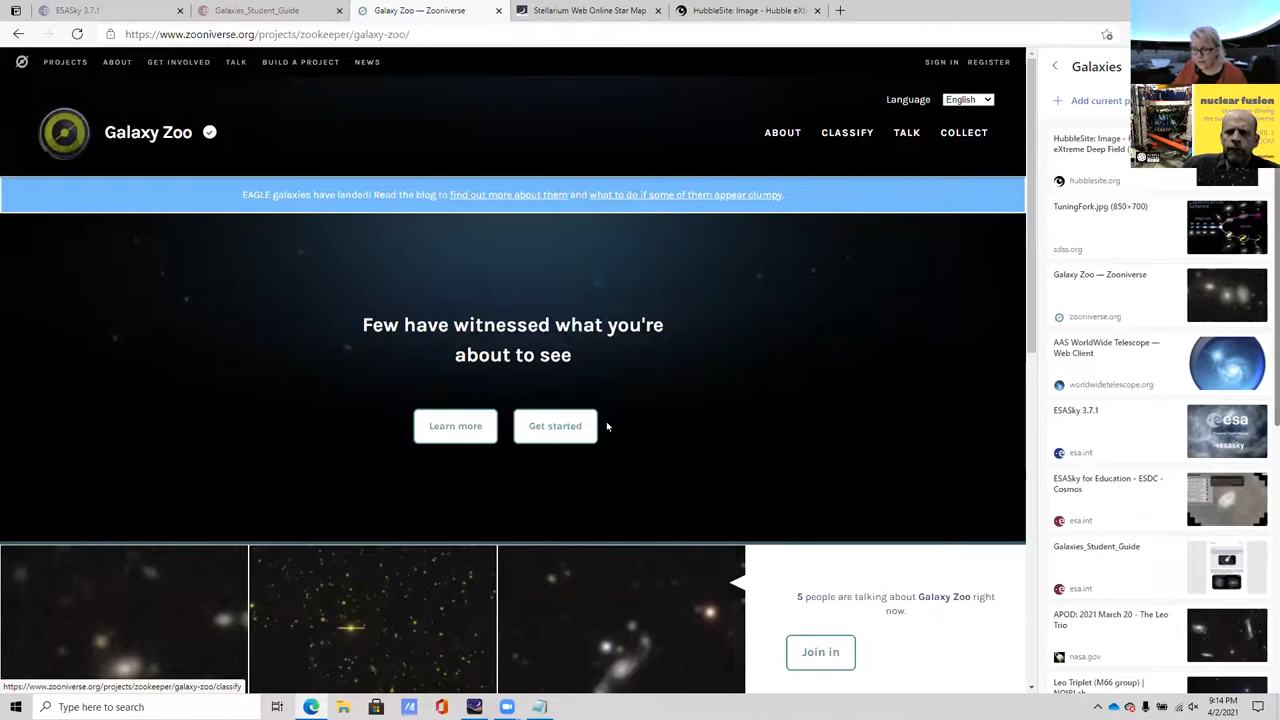 ESASky 3.7.1
Galaxies_Student_Guide
Galaxy Zoo — Zooniverse
Stellarium Web Online Star Map
HubbleSite: Image - Hubble eXt
https://www.zooniverse.org/projects/zookeeper/galaxy-zoo/
PROJECTS ABOUT GET INVOLVED TALK BUILD A PROJECT NEWS
SIGN IN REGISTER
Language English
Galaxy Zoo
ABOUT CLASSIFY TALK COLLECT
EAGLE galaxies have landed! Read the blog to find out more about them and what to do if some of them appear clumpy.
Few have witnessed what you're
about to see
Learn more
Get started
5 people are talking about Galaxy Zoo right
now.
Join in
https://www.zooniverse.org/projects/zookeeper/galaxy-zoo/classify
Galaxies
Add current p
HubbleSite: Image - H
eXtreme Deep Field (
hubblesite.org
TuningFork.jpg (850×700)
sdss.org
Galaxy Zoo — Zooniverse
zooniverse.org
AAS WorldWide Telescope —
Web Client
worldwidetelescope.org
ESASky 3.7.1
esa.int
esa
esasky
ESASky for Education - ESDC -
Cosmos
esa.int
Galaxies_Student_Guide
esa.int
APOD: 2021 March 20 - The Leo
Trio
nasa.gov
Leo Triplet (M66 group) |
nuclear fusion
Type here to search
9:14 PM
4/2/2021